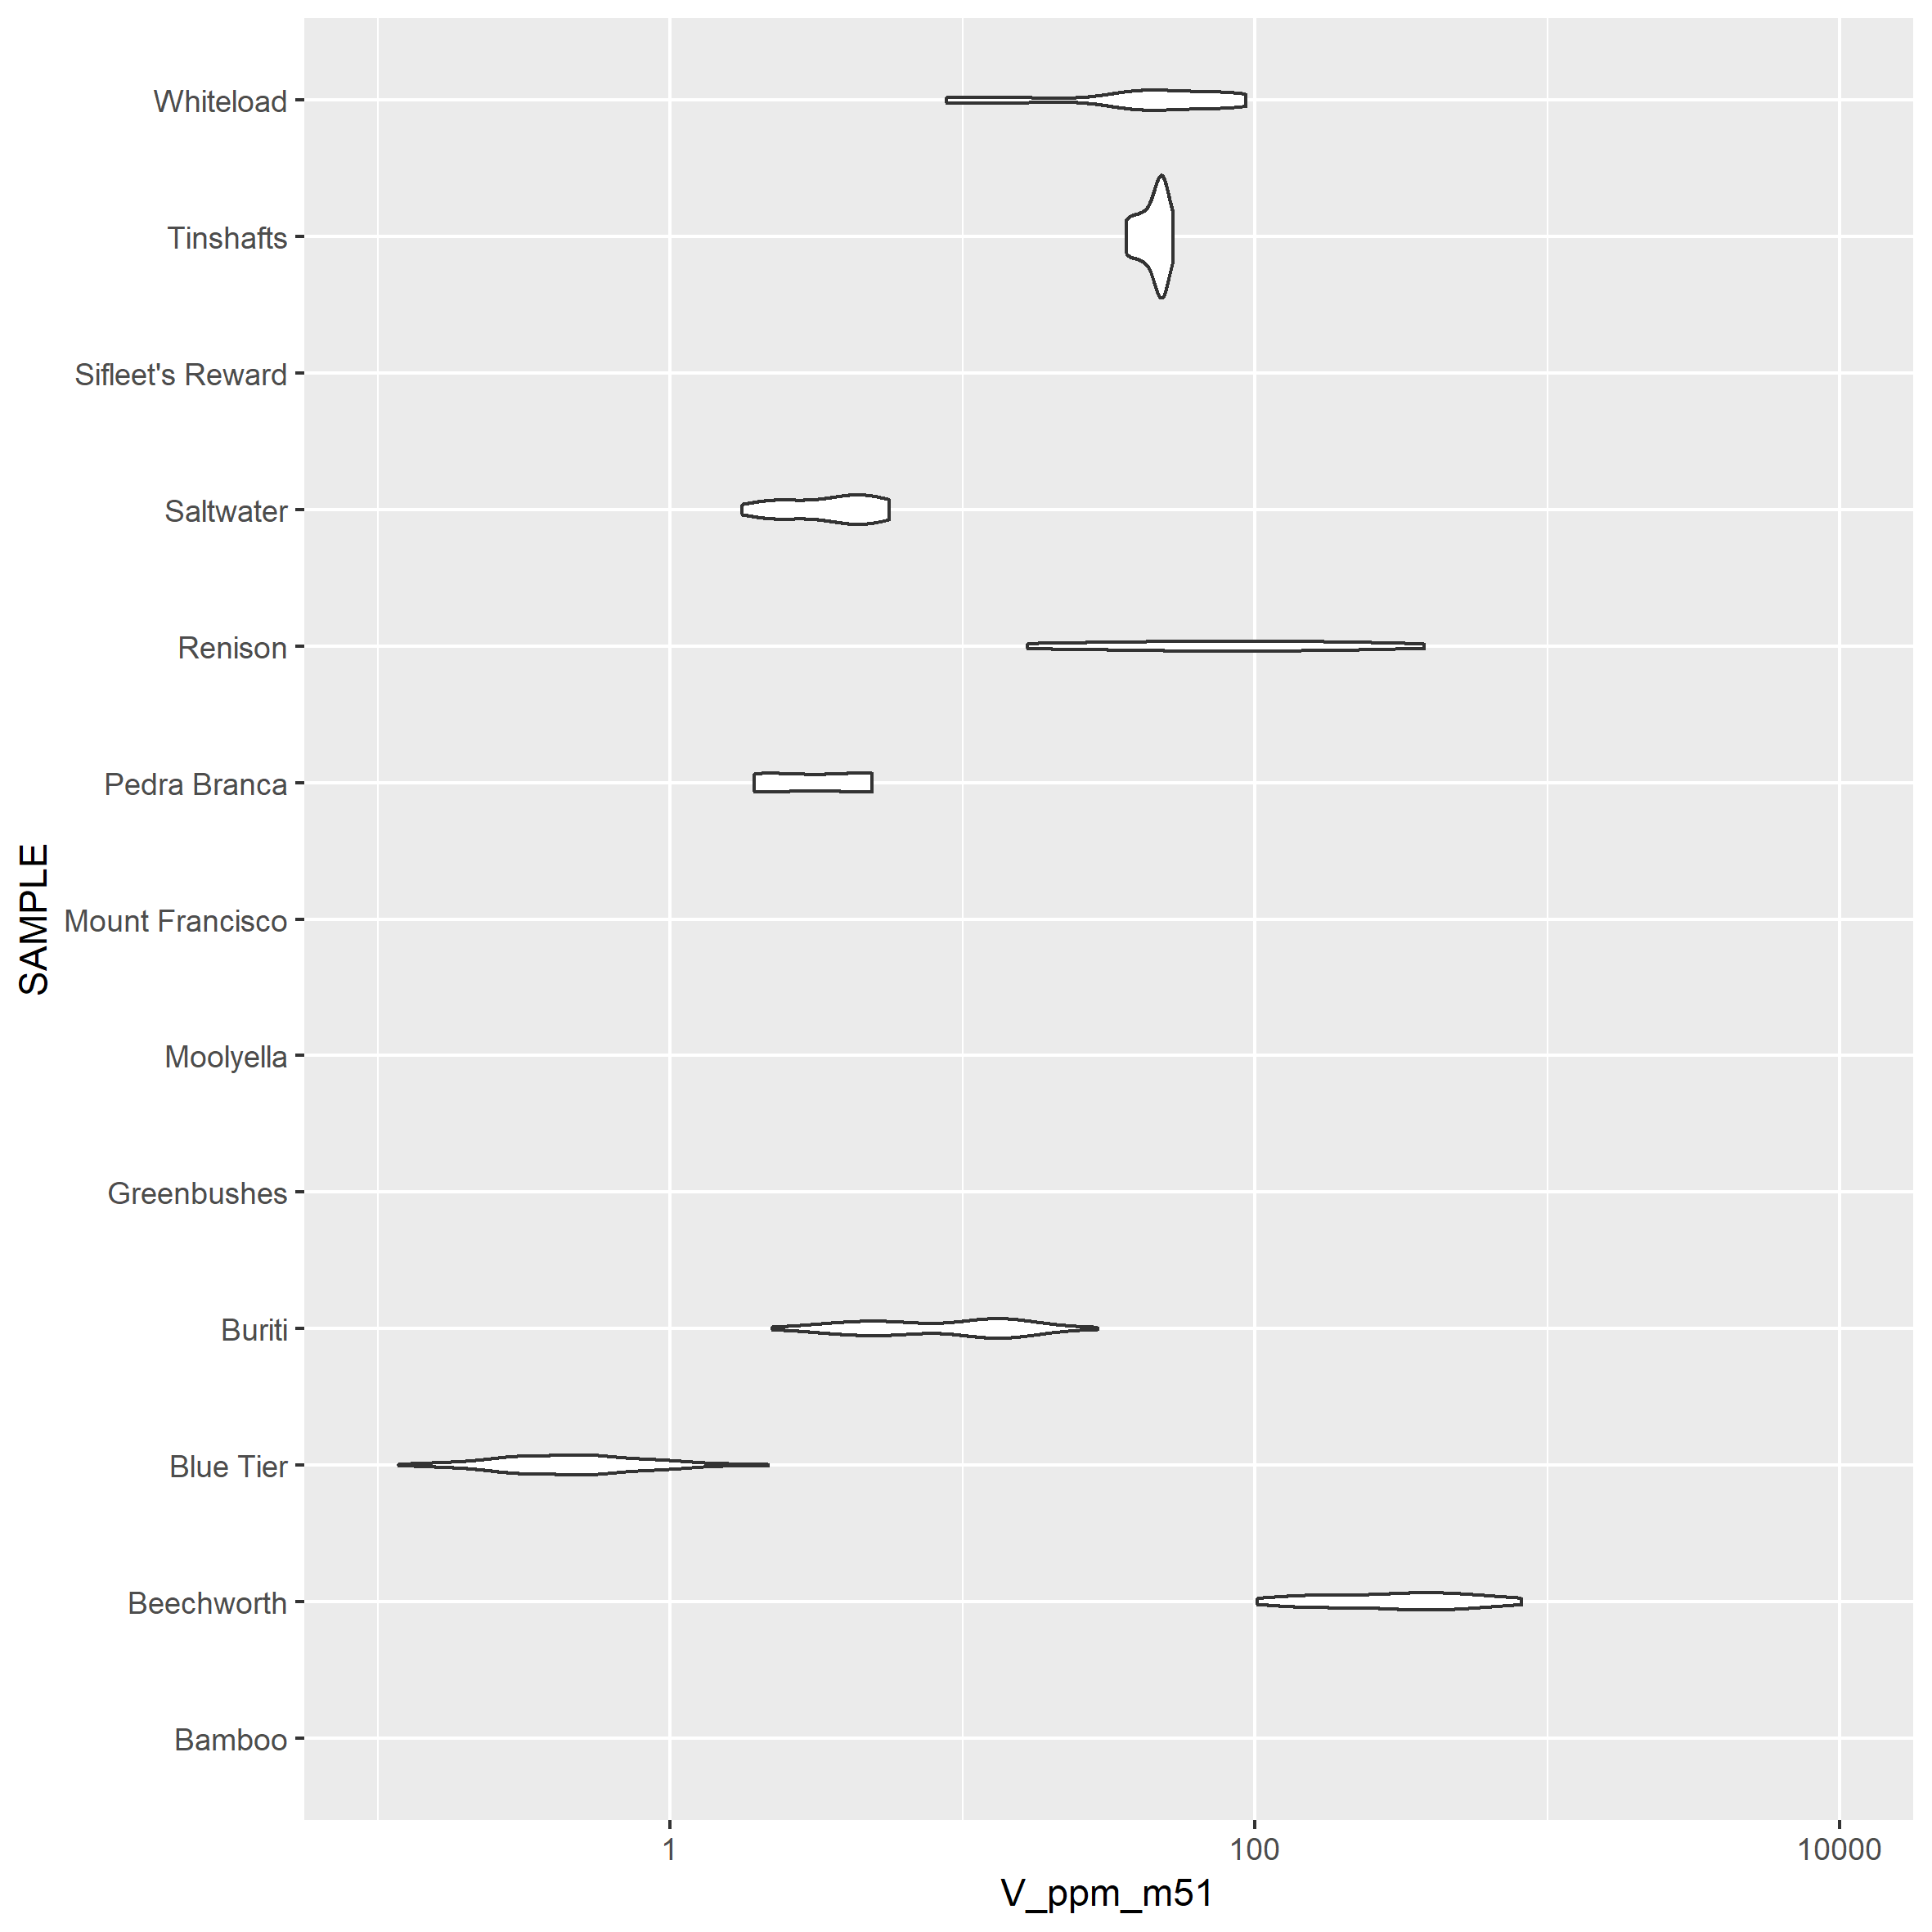 Whiteload
Tinshafts
Sifleet's Reward
Saltwater
Renison
Pedra Branca
SAMPLE
Mount Francisco
Moolyella
Greenbushes
Buriti
Blue Tier
Beechworth
Bamboo
1 100 10000
V_ppm_m51